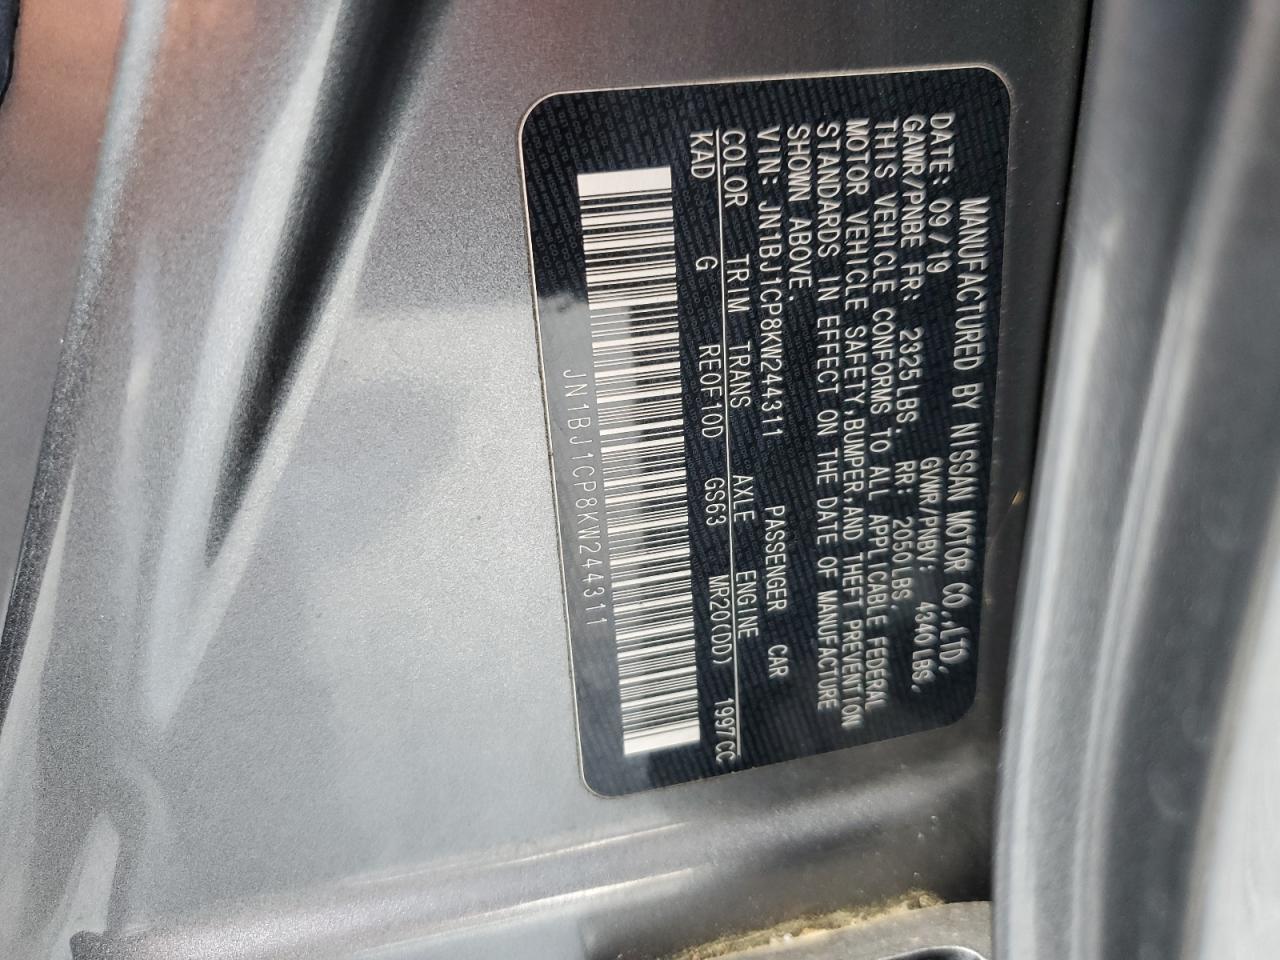 MANUFACTURED BY NISSAN MOTOR CO.,LTD.
DATE: 09/19 GVWR/PNBV: 4340LBS,
GAWR/PNBE FR: 2325LBS. RR: 2050LBS,
THIS VEHICLE CONFORMS TO ALL APPLICABLE FEDERAL
MOTOR VEHICLE SAFETY,BUMPER,AND THEFT PREVENTION
STANDARDS IN EFFECT ON THE DATE OF MANUFACTURE
SHOWN ABOVE.
VIN: JN1BJ1CP8KW244311 PASSENGER CAR
COLOR TRIM TRANS AXLE ENGINE
KAD G RE0F10D GS63 MR20(DD) 1997CC
JN1BJ1CP8KW244311